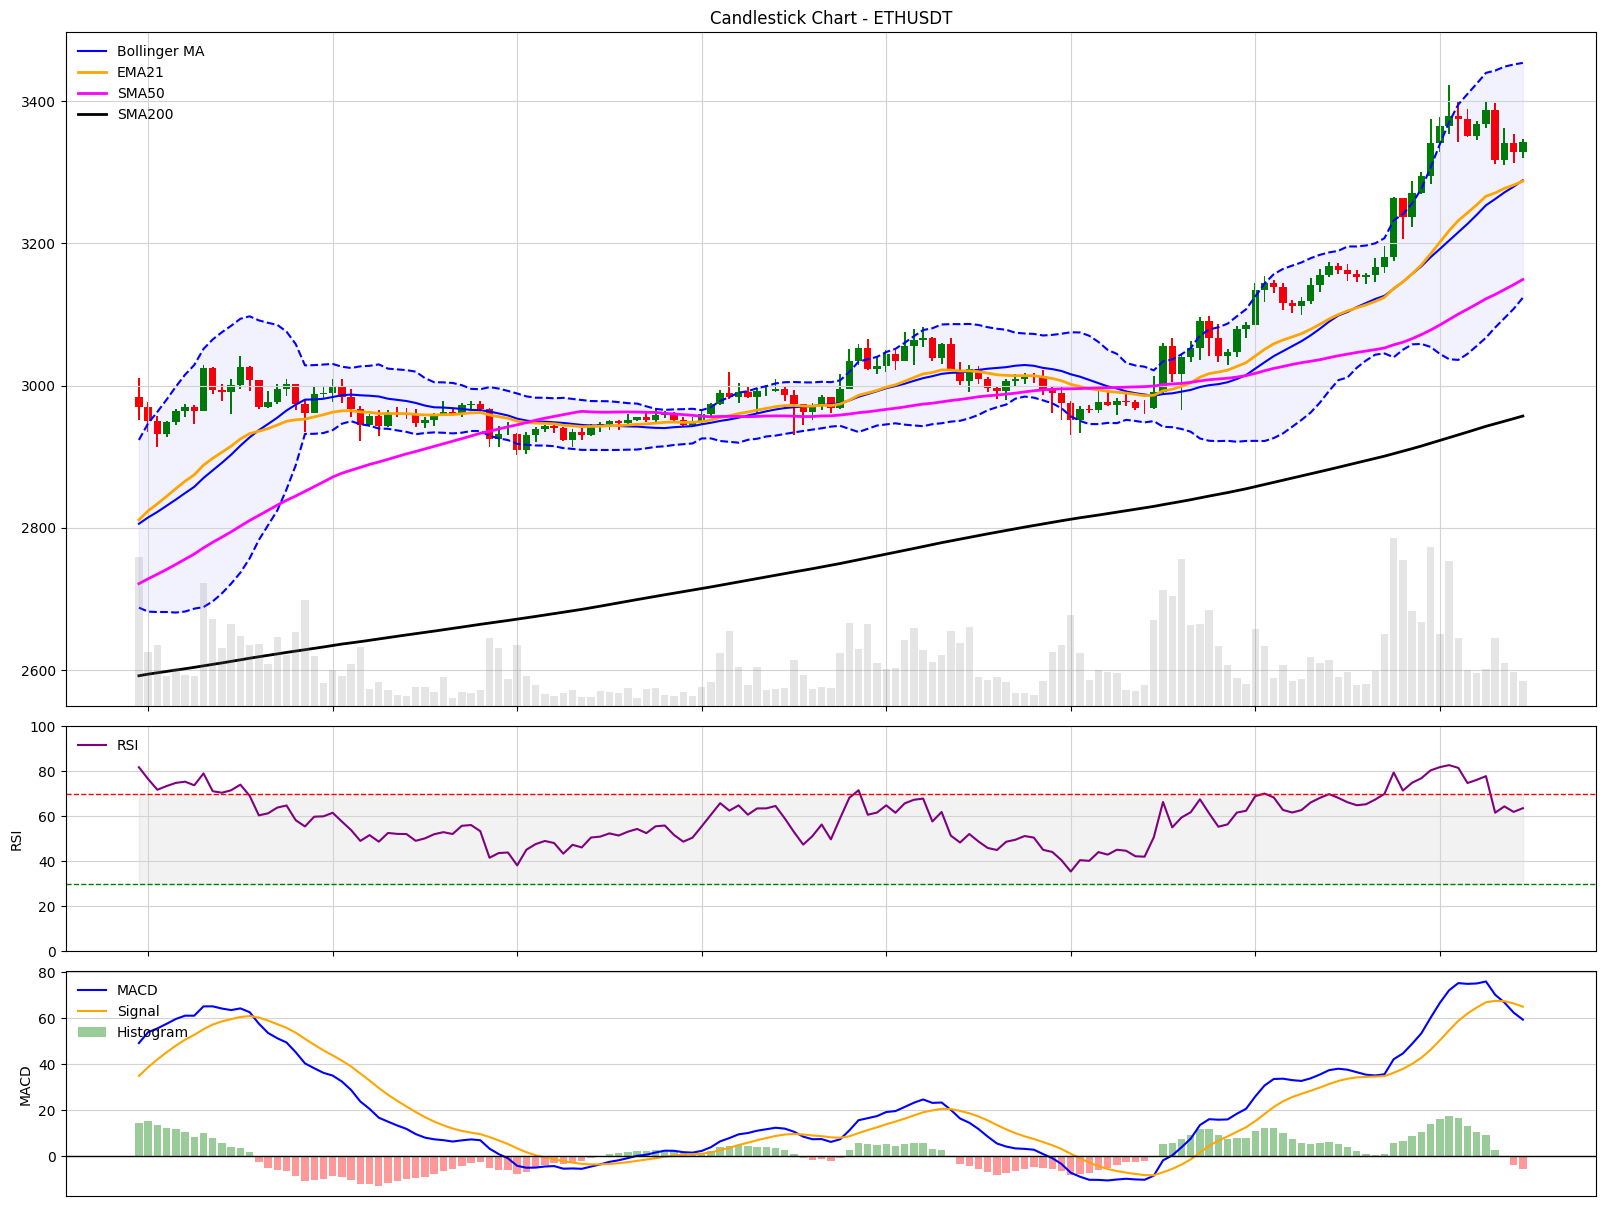 Candlestick Chart - ETHUSDT
Bollinger MA
EMA21
SMA50
SMA200
3400
3200
3000
2800
2600
100
RSI
80
60
RSI
40
20
0
80
MACD
Signal
60
Histogram
40
MACD
20
0